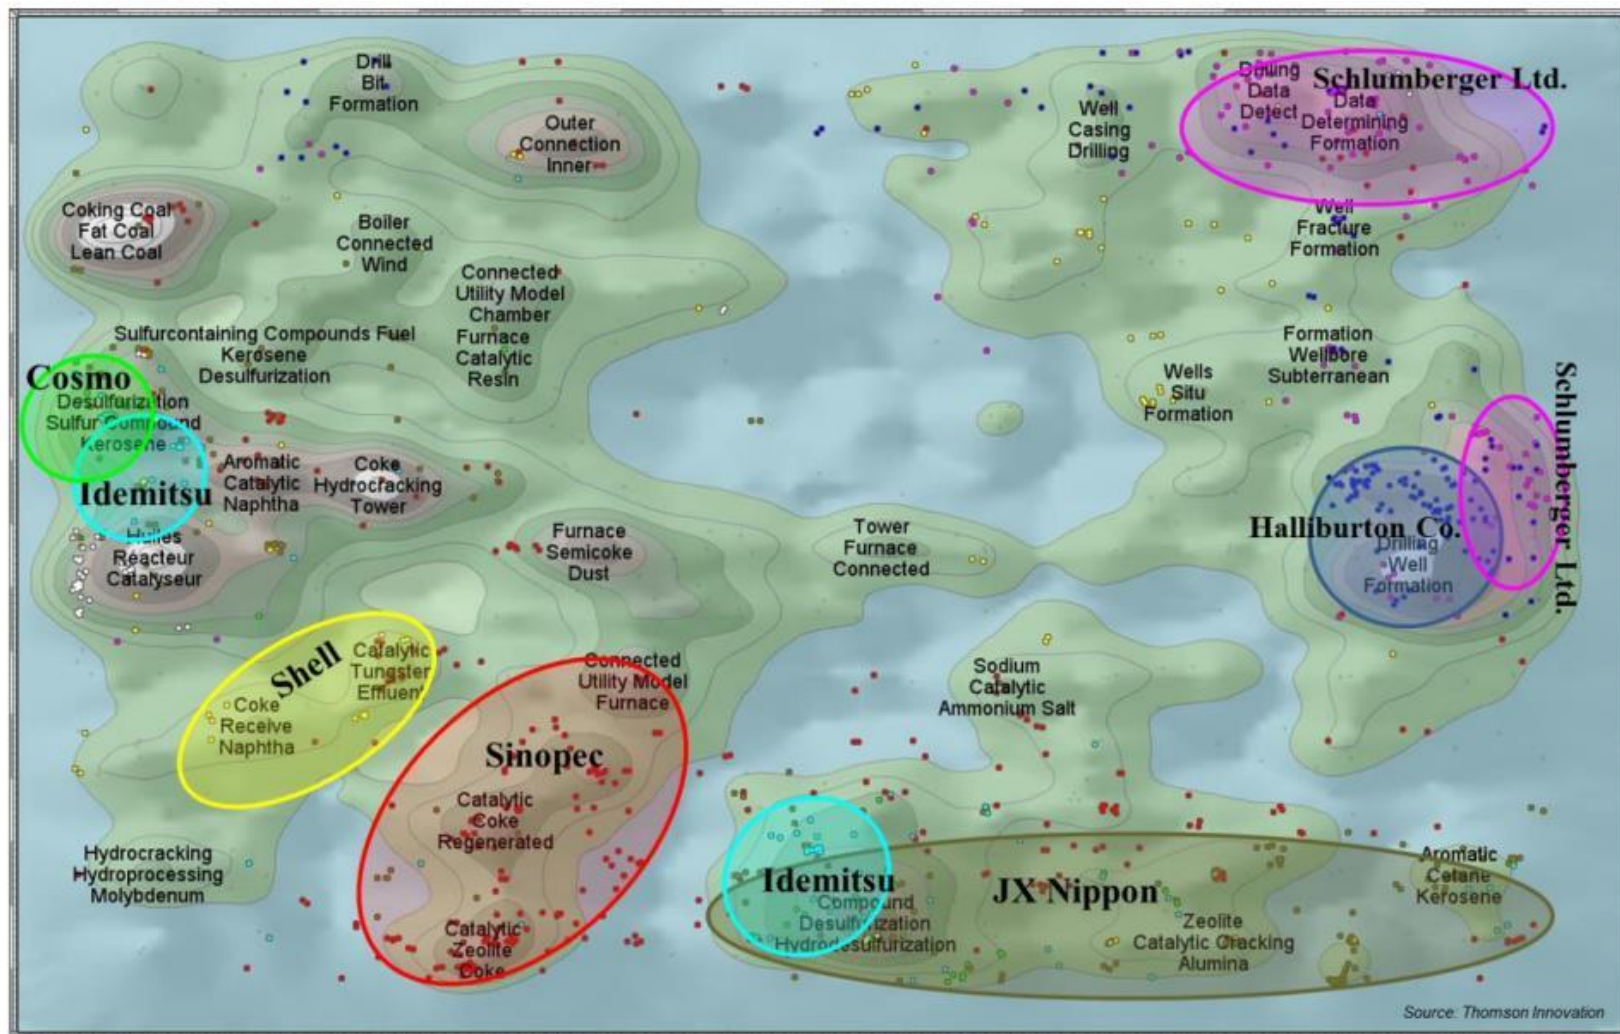 Drill
Bit
Formation
Outer
Connection
Inner
Well
Casing
Drilling
Drilling
Data
Detect
Schlumberger Ltd.
Data
Determining
Formation
Coking Coal
Fat Coal
Lean Coal
Boiler
Connected
Wind
Well
Fracture
Formation
Connected
Utility Model
Chamber
Furnace
Catalytic
Resin
Sulfurcontaining Compounds Fuel
Kerosene
Desulfurization
Formation
Wellbore
Subterranean
Wells
Situ
Formation
Schlumberger Ltd.
Cosmo
Desulfurization
Sulfur Compound
Kerosene
Idemitsu
Aromatic
Catalytic
Naphtha
Coke
Hydrocracking
Tower
Huiles
Réacteur
Catalyseur
Furnace
Semicoke
Dust
Tower
Furnace
Connected
Halliburton Co.
Drilling
Well
Formation
Shell
Catalytic
Tungsten
Effluent
Coke
Receive
Naphtha
Connected
Utility Model
Furnace
Sinopec
Catalytic
Coke
Regenerated
Sodium
Catalytic
Ammonium Salt
Hydrocracking
Hydroprocessing
Molybdenum
Catalytic
Zeolite
Coke
Idemitsu
Compound
Desulfurization
Hydrodesulfurization
JX Nippon
Zeolite
Catalytic Cracking
Alumina
Aromatic
Cetane
Kerosene
Source: Thomson Innovation